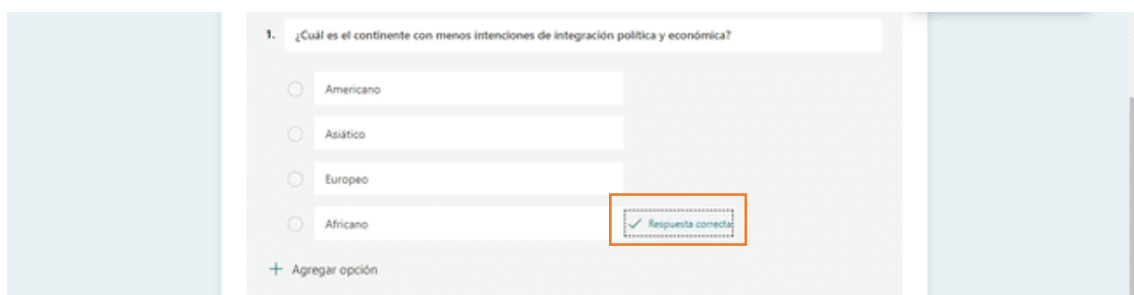 1. ¿Cuál es el continente con menos intenciones de integración política y económica?
Americano
Asiático
Europeo
Africano
Respuesta correcta
Agregar opción